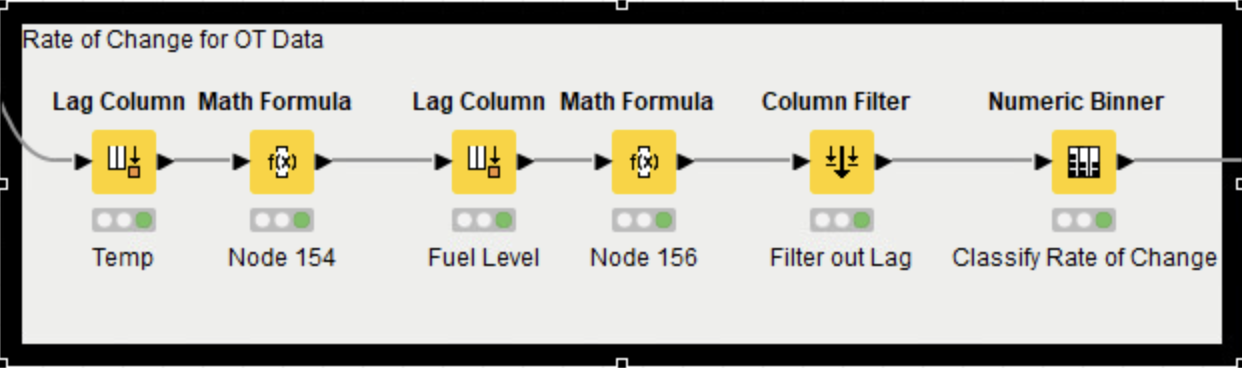 Rate of Change for OT Data
Lag Column Math Formula Lag Column Math Formula Column Filter Numeric Binner
f(x) f(x)
Temp Node 154 Fuel Level Node 156 Filter out Lag Classify Rate of Change